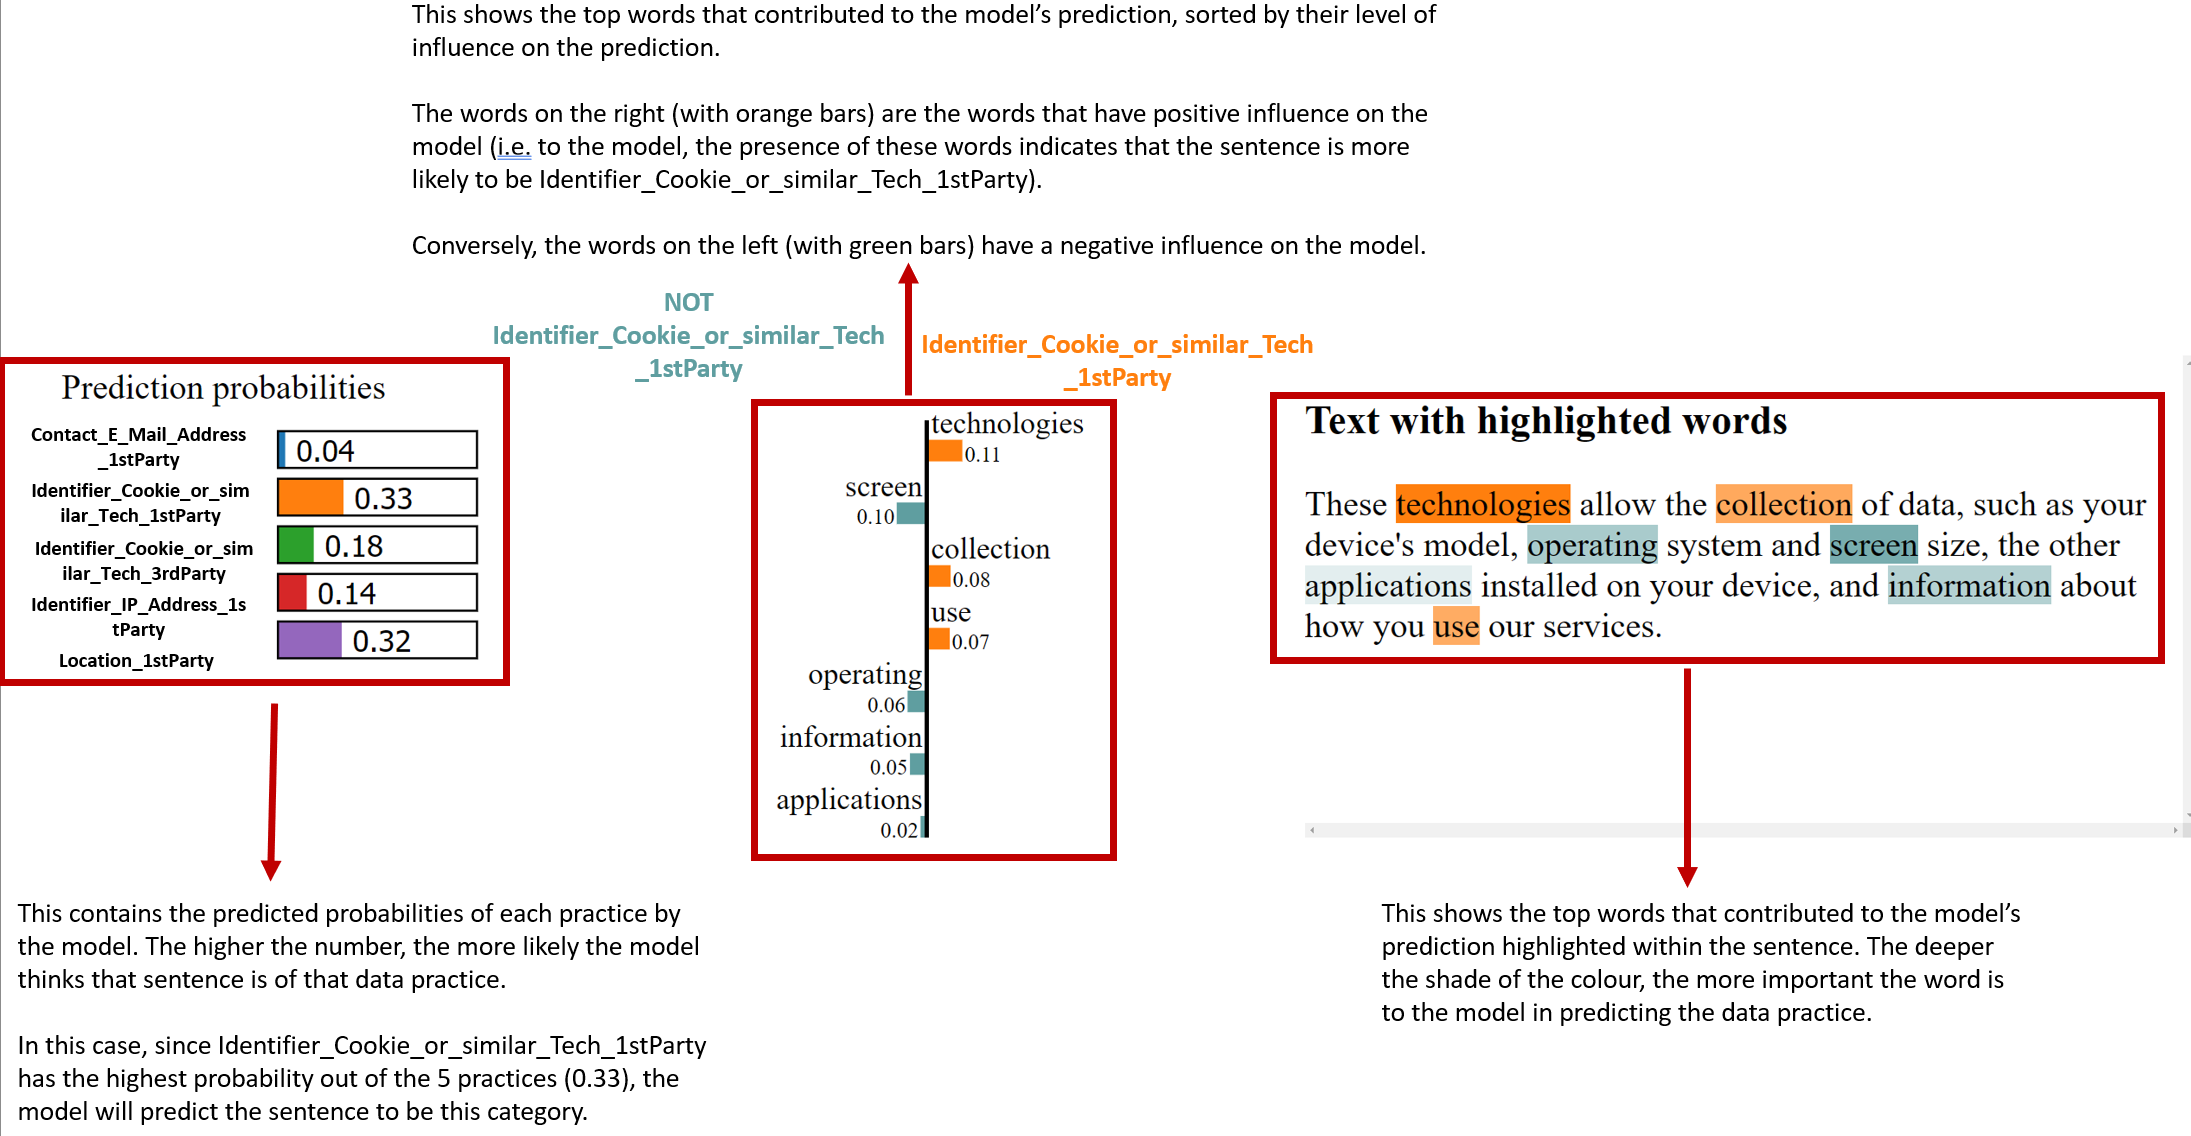 This shows the top words that contributed to the model’s prediction, sorted by their level of
influence on the prediction.
The words on the right (with orange bars) are the words that have positive influence on the
model (i.e. to the model, the presence of these words indicates that the sentence is more
likely to be Identifier_Cookie_or_similar_Tech_1stParty).
Conversely, the words on the left (with green bars) have a negative influence on the model.
NOT
Identifier_Cookie_or_similar_Tech
_1stParty
Identifier_Cookie_or_similar_Tech
_1stParty
Prediction probabilities
Contact_E_Mail_Address
_1stParty
0.04
Identifier_Cookie_or_sim
ilar_Tech_1stParty
0.33
Identifier_Cookie_or_sim
ilar_Tech_3rdParty
0.18
Identifier_IP_Address_1s
tParty
0.14
Location_1stParty
0.32
technologies
0.11
screen
0.10
collection
0.08
use
0.07
operating
0.06
information
0.05
applications
0.02
Text with highlighted words
These technologies allow the collection of data, such as your
device's model, operating system and screen size, the other
applications installed on your device, and information about
how you use our services.
This contains the predicted probabilities of each practice by
the model. The higher the number, the more likely the model
thinks that sentence is of that data practice.
In this case, since Identifier_Cookie_or_similar_Tech_1stParty
has the highest probability out of the 5 practices (0.33), the
model will predict the sentence to be this category.
This shows the top words that contributed to the model’s
prediction highlighted within the sentence. The deeper
the shade of the colour, the more important the word is
to the model in predicting the data practice.